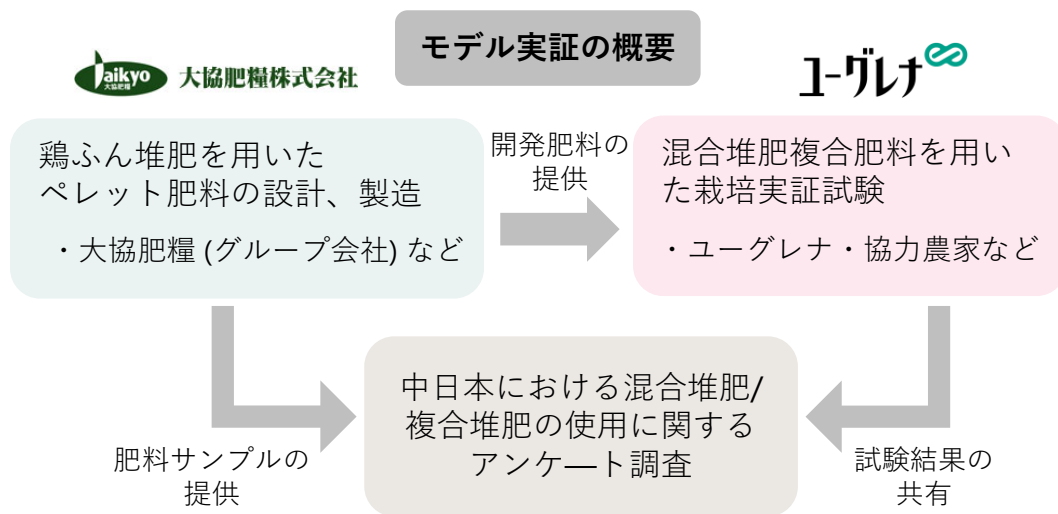 モデル実証の概要
aikyo
大協肥糧
大協肥糧株式会社
ユーグレナ
鶏ふん堆肥を用いた
ペレット肥料の設計、製造
・大協肥糧 (グループ会社) など
開発肥料の
提供
混合堆肥複合肥料を用い
た栽培実証試験
・ユーグレナ・協力農家など
中日本における混合堆肥/
複合堆肥の使用に関する
アンケ―ト調査
肥料サンプルの
提供
試験結果の
共有